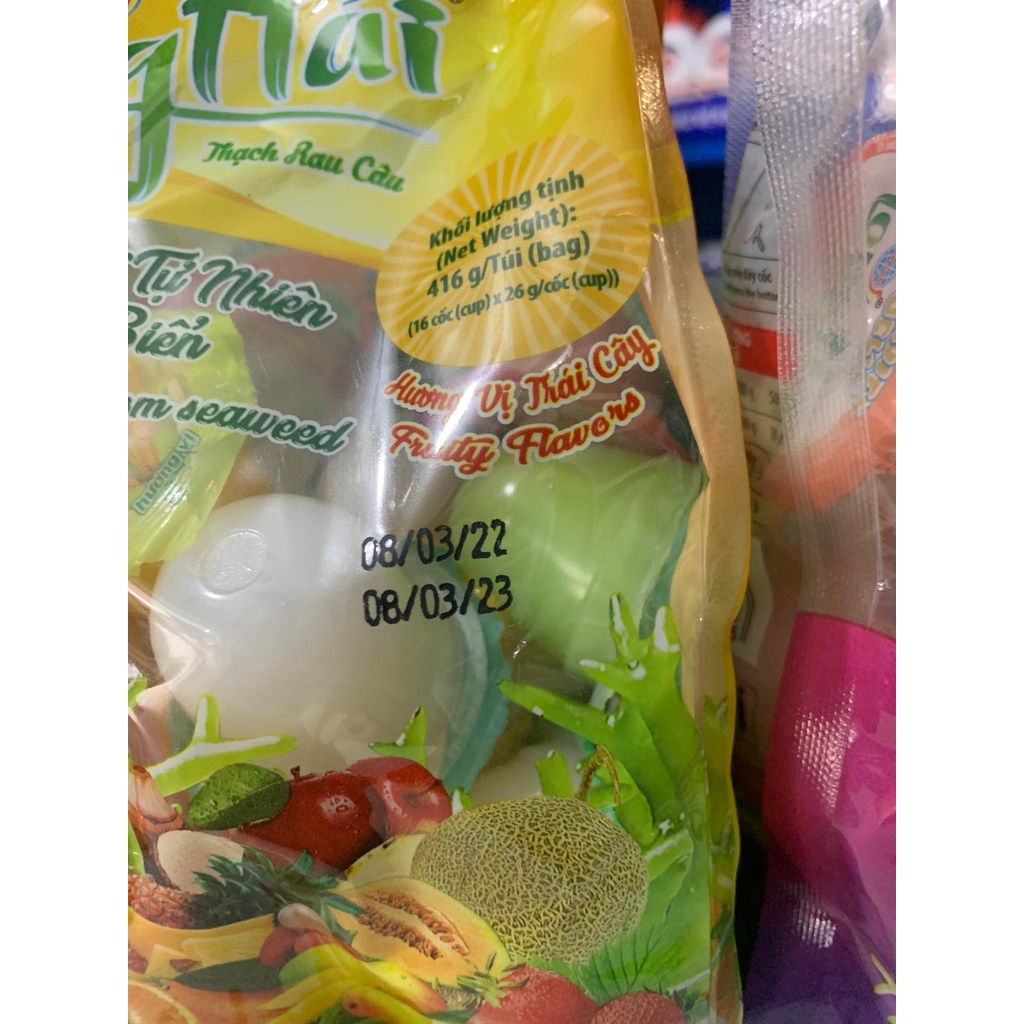 Trái
Thạch Rau Câu
Khối lượng tịnh
(Net Weight):
416 g/Túi (bag)
(16 cốc (cup) x 26 g/cốc (cup))
Tự Nhiên
Biển
seaweed
Hương Vị Trái Cây
Fruity Flavors
08/03/22
08/03/23